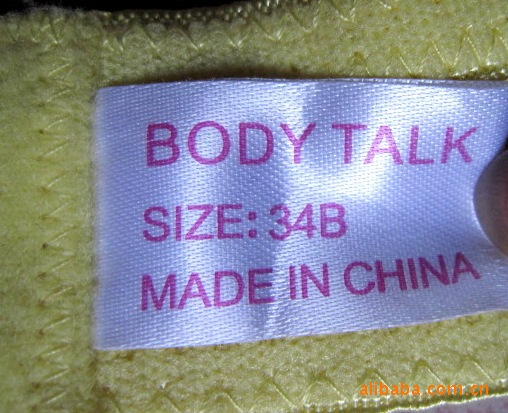 BODY TALK
SIZE: 34B
MADE IN CHINA
alibaba.com.cn